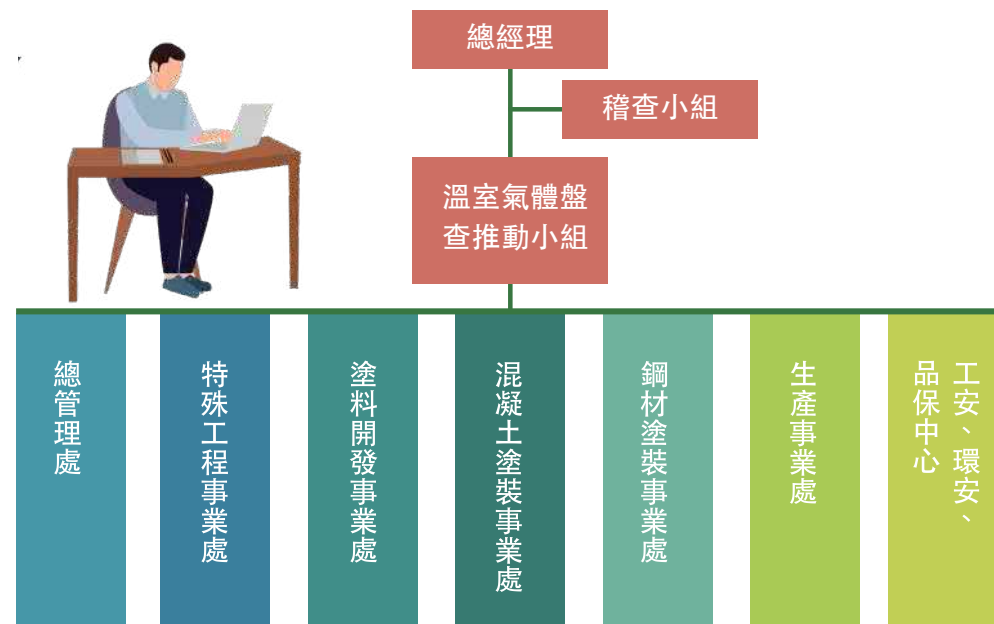 總經理
稽查小組
溫室氣體盤
查推動小組
總管理處
特殊工程事業處
塗料開發事業處
混凝土塗裝事業處
鋼材塗裝事業處
生產事業處
工安、環安、
品保中心